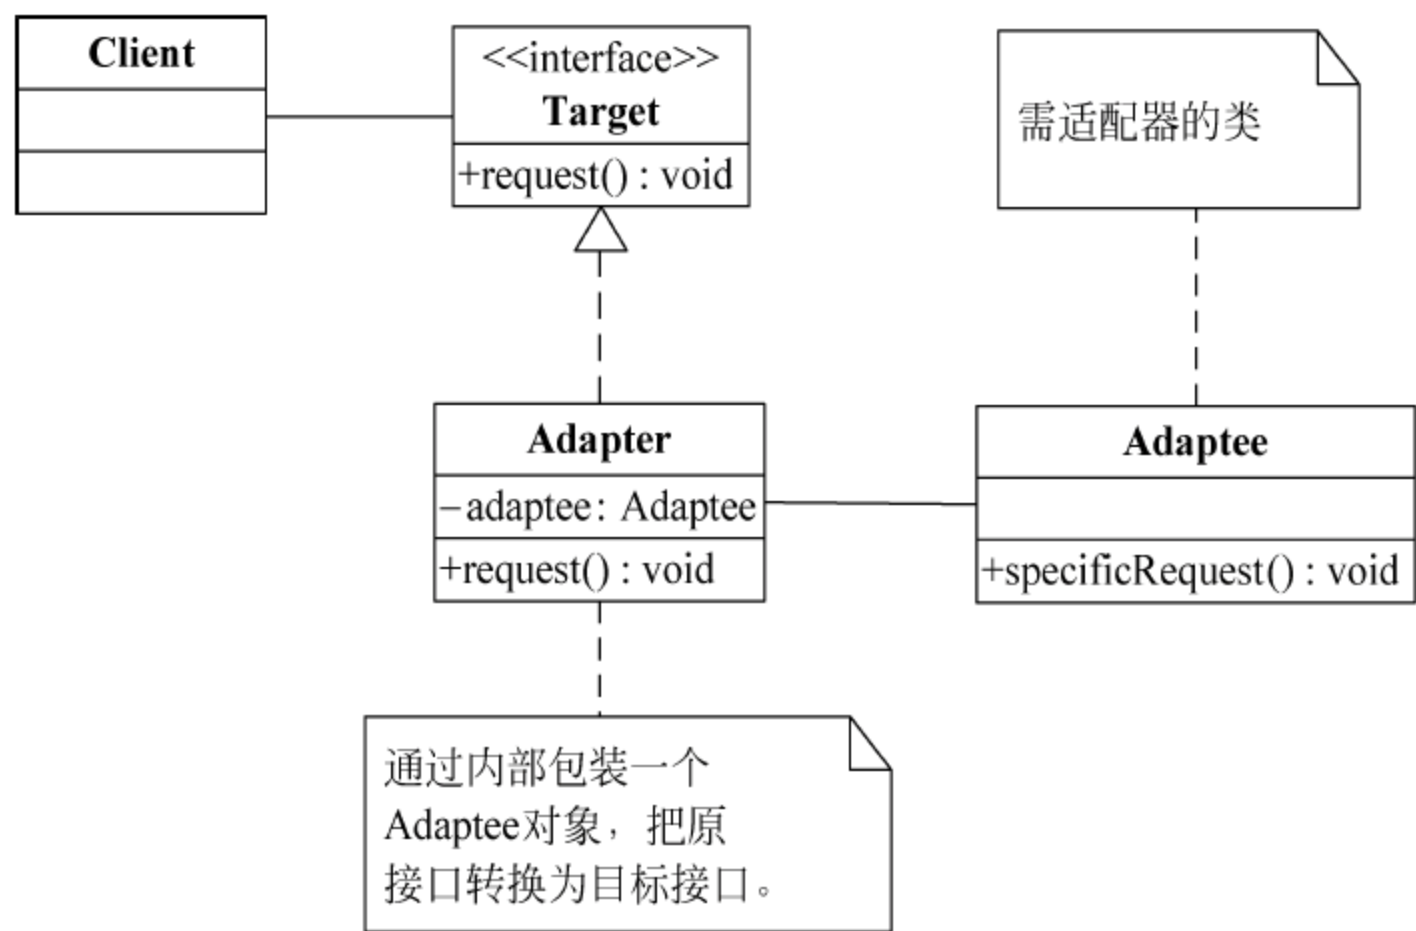 Client
<<interface>>
Target
+request() : void
需适配器的类
Adapter
−adaptee: Adaptee
+request() : void
Adaptee
+specificRequest() : void
通过内部包装一个
Adaptee对象，把原
接口转换为目标接口。